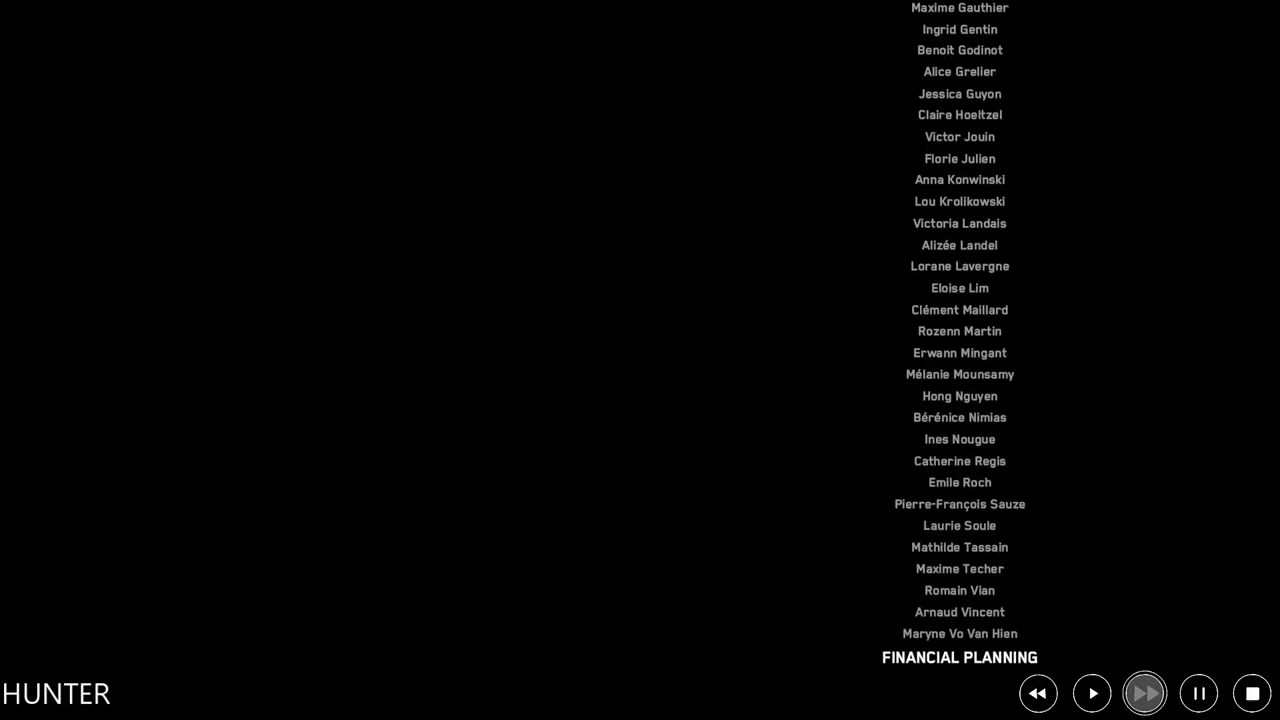 Maxime Gauthier
Ingrid Gentin
Benoit Godinot
Alice Grelier
Jessica Guyon
Claire Hoeltzel
Victor Jouin
Florie Julien
Anna Konwinski
Lou Krolikowski
Victoria Landais
Alizée Landel
Lorane Lavergne
Eloise Lim
Clément Maillard
Rozenn Martin
Erwann Mingant
Mélanie Mounsamy
Hong Nguyen
Bérénice Nimias
Ines Nougue
Catherine Regis
Emile Roch
Pierre-François Sauze
Laurie Soule
Mathilde Tassain
Maxime Techer
Romain Vian
Arnaud Vincent
Maryne Vo Van Hien
FINANCIAL PLANNING
HUNTER